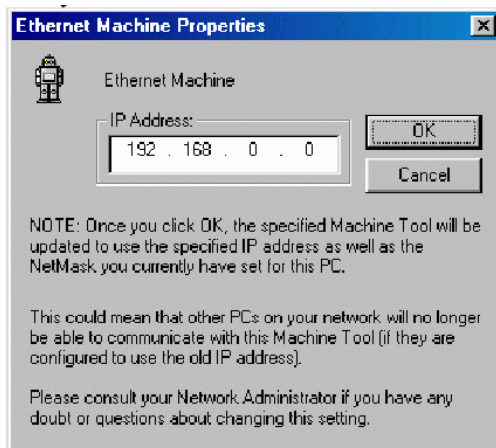 Ethernet Machine Properties
Ethernet Machine
IP Address:
192 . 168 . 0 . 0
OK
Cancel
NOTE: Once you click OK, the specified Machine Tool will be
updated to use the specified IP address as well as the
NetMask you currently have set for this PC.
This could mean that other PCs on your network will no longer
be able to communicate with this Machine Tool (if they are
configured to use the old IP address).
Please consult your Network Administrator if you have any
doubt or questions about changing this setting.